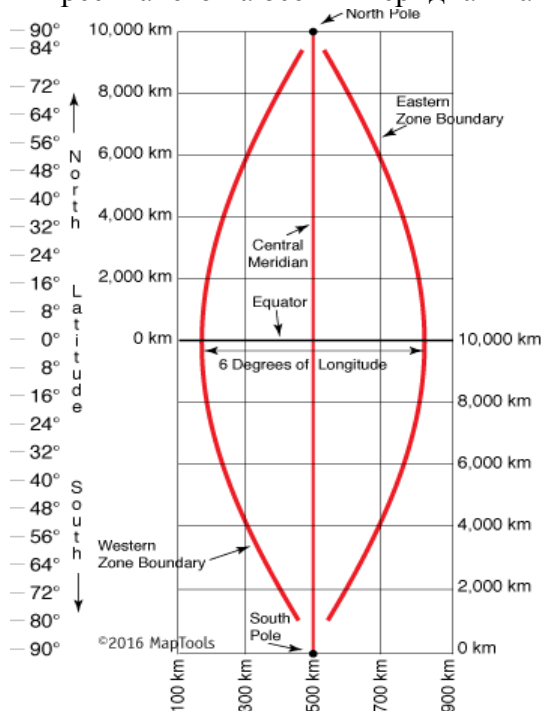 North Pole
90°
84°
72°
64°
56°
48°
40°
32°
24°
16°
8°
0°
8°
16°
24°
32°
40°
48°
56°
64°
72°
80°
90°
North
Latitude
South
10,000 km
8,000 km
6,000 km
4,000 km
2,000 km
0 km
Eastern
Zone Boundary
Central
Meridian
Equator
6 Degrees of Longitude
10,000 km
8,000 km
6,000 km
4,000 km
2,000 km
0 km
Western
Zone Boundary
South
Pole
©2016 MapTools
100 km
300 km
500 km
700 km
900 km